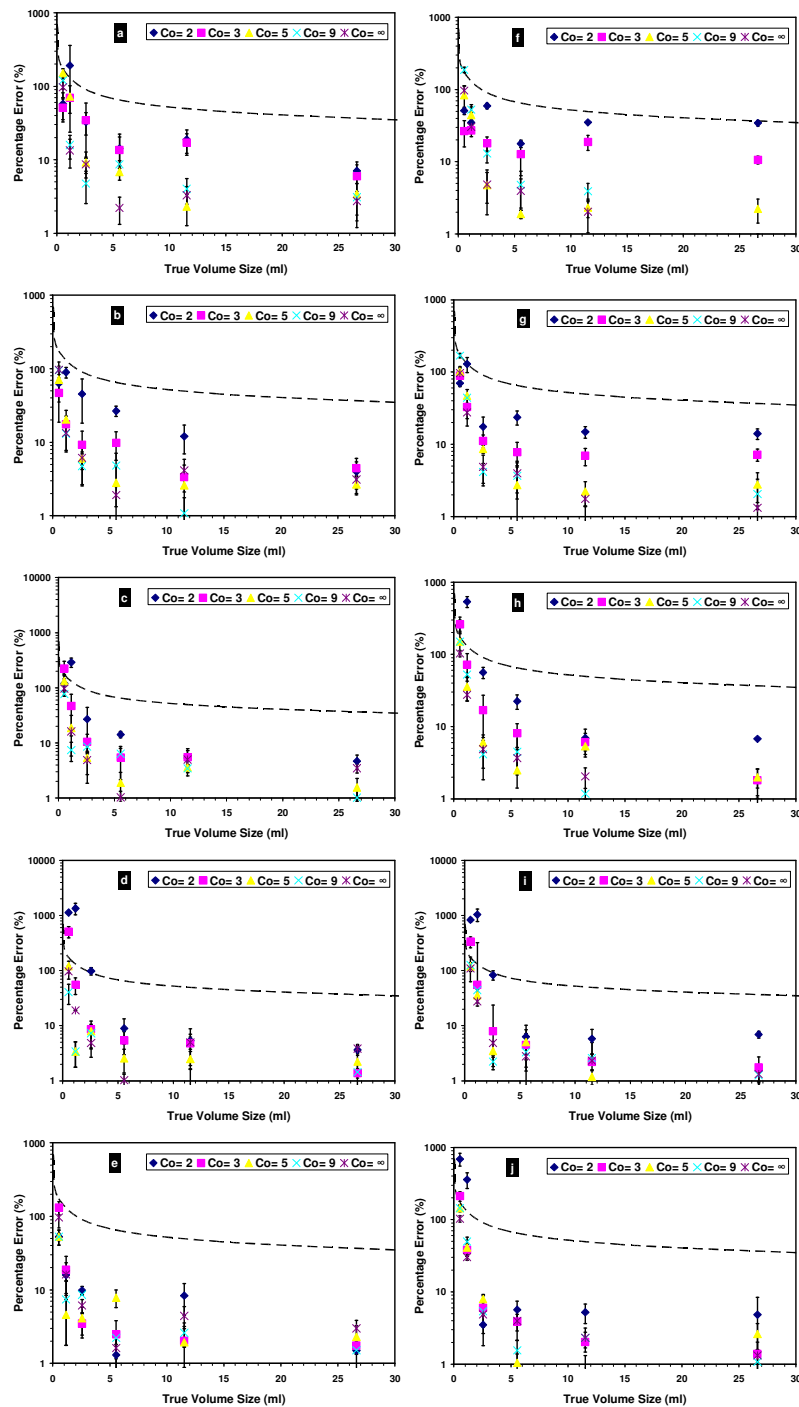 a
Co= 2 Co= 3 Co= 5 Co= 9 Co= ∞
Percentage Error (%)
1000
100
10
1
0 5 10 15 20 25 30
True Volume Size (ml)
b
Co= 2 Co= 3 Co= 5 Co= 9 Co= ∞
Percentage Error (%)
1000
100
10
1
0 5 10 15 20 25 30
True Volume Size (ml)
c
Co= 2 Co= 3 Co= 5 Co= 9 Co= ∞
Percentage Error (%)
10000
1000
100
10
1
0 5 10 15 20 25 30
True Volume Size (ml)
d
Co= 2 Co= 3 Co= 5 Co= 9 Co= ∞
Percentage Error (%)
10000
1000
100
10
1
0 5 10 15 20 25 30
True Volume Size (ml)
e
Co= 2 Co= 3 Co= 5 Co= 9 Co= ∞
Percentage Error (%)
1000
100
10
1
0 5 10 15 20 25 30
True Volume Size (ml)
f
Co= 2 Co= 3 Co= 5 Co= 9 Co= ∞
Percentage Error (%)
1000
100
10
1
0 5 10 15 20 25 30
True Volume Size (ml)
g
Co= 2 Co= 3 Co= 5 Co= 9 Co= ∞
Percentage Error (%)
1000
100
10
1
0 5 10 15 20 25 30
True Volume Size (ml)
h
Co= 2 Co= 3 Co= 5 Co= 9 Co= ∞
Percentage Error (%)
1000
100
10
1
0 5 10 15 20 25 30
True Volume Size (ml)
i
Co= 2 Co= 3 Co= 5 Co= 9 Co= ∞
Percentage Error (%)
10000
1000
100
10
1
0 5 10 15 20 25 30
True Volume Size (ml)
j
Co= 2 Co= 3 Co= 5 Co= 9 Co= ∞
Percentage Error (%)
1000
100
10
1
0 5 10 15 20 25 30
True Volume Size (ml)